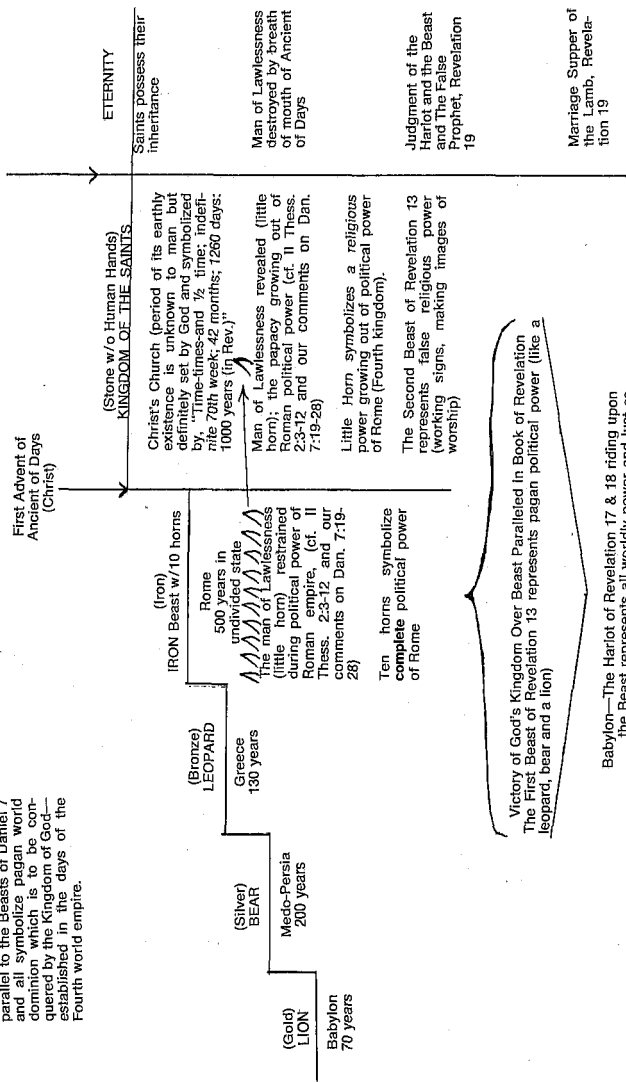 parallel to the Beasts of Daniel 7
and all symbolize pagan world
dominion which is to be con-
quered by the Kingdom of God—
established in the days of the
Fourth world empire.
(Gold)
LION
Babylon
70 years
(Silver)
BEAR
Medo-Persia
200 years
(Bronze)
LEOPARD
Greece
130 years
(Iron)
IRON Beast w/10 horns
Rome
500 years in
undivided state
The man of Lawlessness
(little horn) restrained
during political power of
Roman empire, (cf. II
Thess. 2:3-12 and our
comments on Dan. 7:19-
28)
Ten horns symbolize
complete political power
of Rome
First Advent of
Ancient of Days
(Christ)
(Stone w/o Human Hands)
KINGDOM OF THE SAINTS
Christ's Church (period of its earthly
existence is unknown to man but
definitely set by God and symbolized
by, "Time-times-and ½ time; indefi-
nite 70th week; 42 months; 1260 days:
1000 years (in Rev.)"
Man of Lawlessness revealed (little
horn); the papacy growing out of
Roman political power (cf. II Thess.
2:3-12 and our comments on Dan.
7:19-28)
Little Horn symbolizes a religious
power growing out of political power
of Rome (Fourth kingdom).
The Second Beast of Revelation 13
represents false religious power
(working signs, making images of
worship)
ETERNITY
Saints possess their
inheritance
Man of Lawlessness
destroyed by breath
of mouth of Ancient
of Days
Judgment of the
Harlot and the Beast
and The False
Prophet, Revelation
19
Marriage Supper of
the Lamb, Revela-
tion 19
Victory of God's Kingdom Over Beast Paralleled In Book of Revelation
The First Beast of Revelation 13 represents pagan political power (like a
leopard, bear and a lion)
Babylon—The Harlot of Revelation 17 & 18 riding upon
the Beast represents all worldly power and lust as